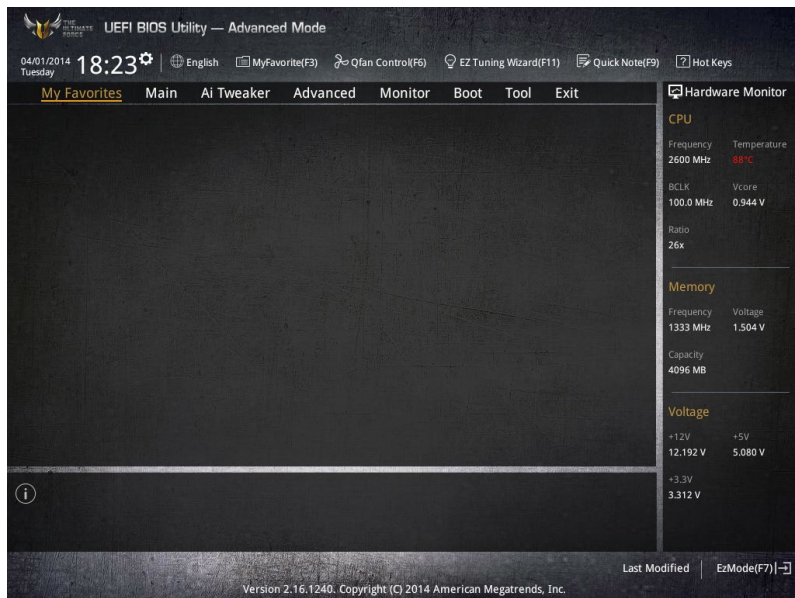 THE
ULTIMATE
FORCE
UEFI BIOS Utility — Advanced Mode
04/01/2014
Tuesday
18:23
English
MyFavorite(F3)
Qfan Control(F6)
EZ Tuning Wizard(F11)
Quick Note(F9)
? Hot Keys
My Favorites Main Ai Tweaker Advanced Monitor Boot Tool Exit
Hardware Monitor
CPU
Frequency Temperature
2600 MHz 88°C
BCLK Vcore
100.0 MHz 0.944 V
Ratio
26x
Memory
Frequency Voltage
1333 MHz 1.504 V
Capacity
4096 MB
Voltage
+12V +5V
12.192 V 5.080 V
+3.3V
3.312 V
i
Last Modified EzMode(F7)
Version 2.16.1240. Copyright (C) 2014 American Megatrends, Inc.